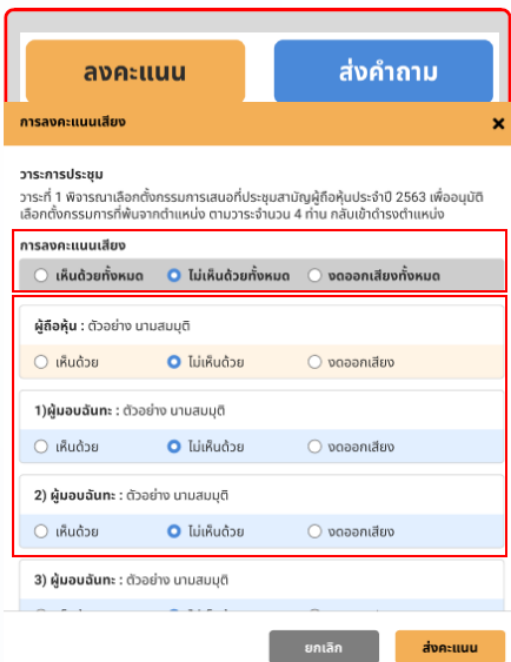 ลงคะแนน ส่งคำถาม
การลงคะแนนเสียง
วาระการประชุม
วาระที่ 1 พิจารณาเลือกตั้งกรรมการเสนอที่ประชุมสามัญผู้ถือหุ้นประจำปี 2563 เพื่ออนุมัติ
เลือกตั้งกรรมการที่พ้นจากตำแหน่ง ตามวาระจำนวน 4 ท่าน กลับเข้าดำรงตำแหน่ง
การลงคะแนนเสียง
เห็นด้วยทั้งหมด ไม่เห็นด้วยทั้งหมด งดออกเสียงทั้งหมด
ผู้ถือหุ้น : ตัวอย่าง นามสมมุติ
เห็นด้วย ไม่เห็นด้วย งดออกเสียง
1)ผู้มอบฉันทะ : ตัวอย่าง นามสมมุติ
เห็นด้วย ไม่เห็นด้วย งดออกเสียง
2) ผู้มอบฉันทะ : ตัวอย่าง นามสมมุติ
เห็นด้วย ไม่เห็นด้วย งดออกเสียง
3) ผู้มอบฉันทะ : ตัวอย่าง นามสมมุติ
ยกเลิก ส่งคะแนน